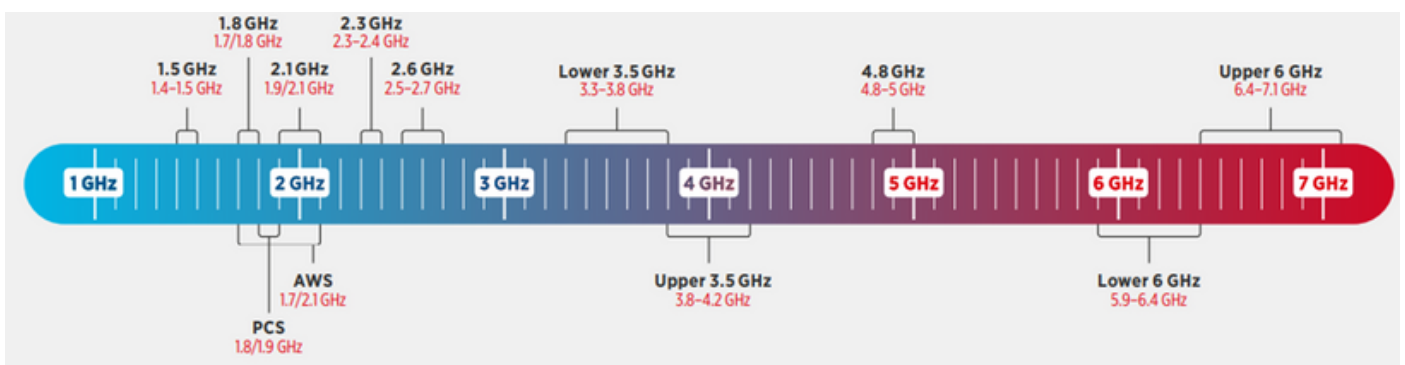 1.8 GHz
1.7/1.8 GHz
2.3 GHz
2.3–2.4 GHz
1.5 GHz
1.4–1.5 GHz
2.1 GHz
1.9/2.1 GHz
2.6 GHz
2.5–2.7 GHz
Lower 3.5 GHz
3.3–3.8 GHz
4.8 GHz
4.8–5 GHz
Upper 6 GHz
6.4–7.1 GHz
1 GHz
2 GHz
3 GHz
4 GHz
5 GHz
6 GHz
7 GHz
AWS
1.7/2.1 GHz
Upper 3.5 GHz
3.8–4.2 GHz
Lower 6 GHz
5.9–6.4 GHz
PCS
1.8/1.9 GHz